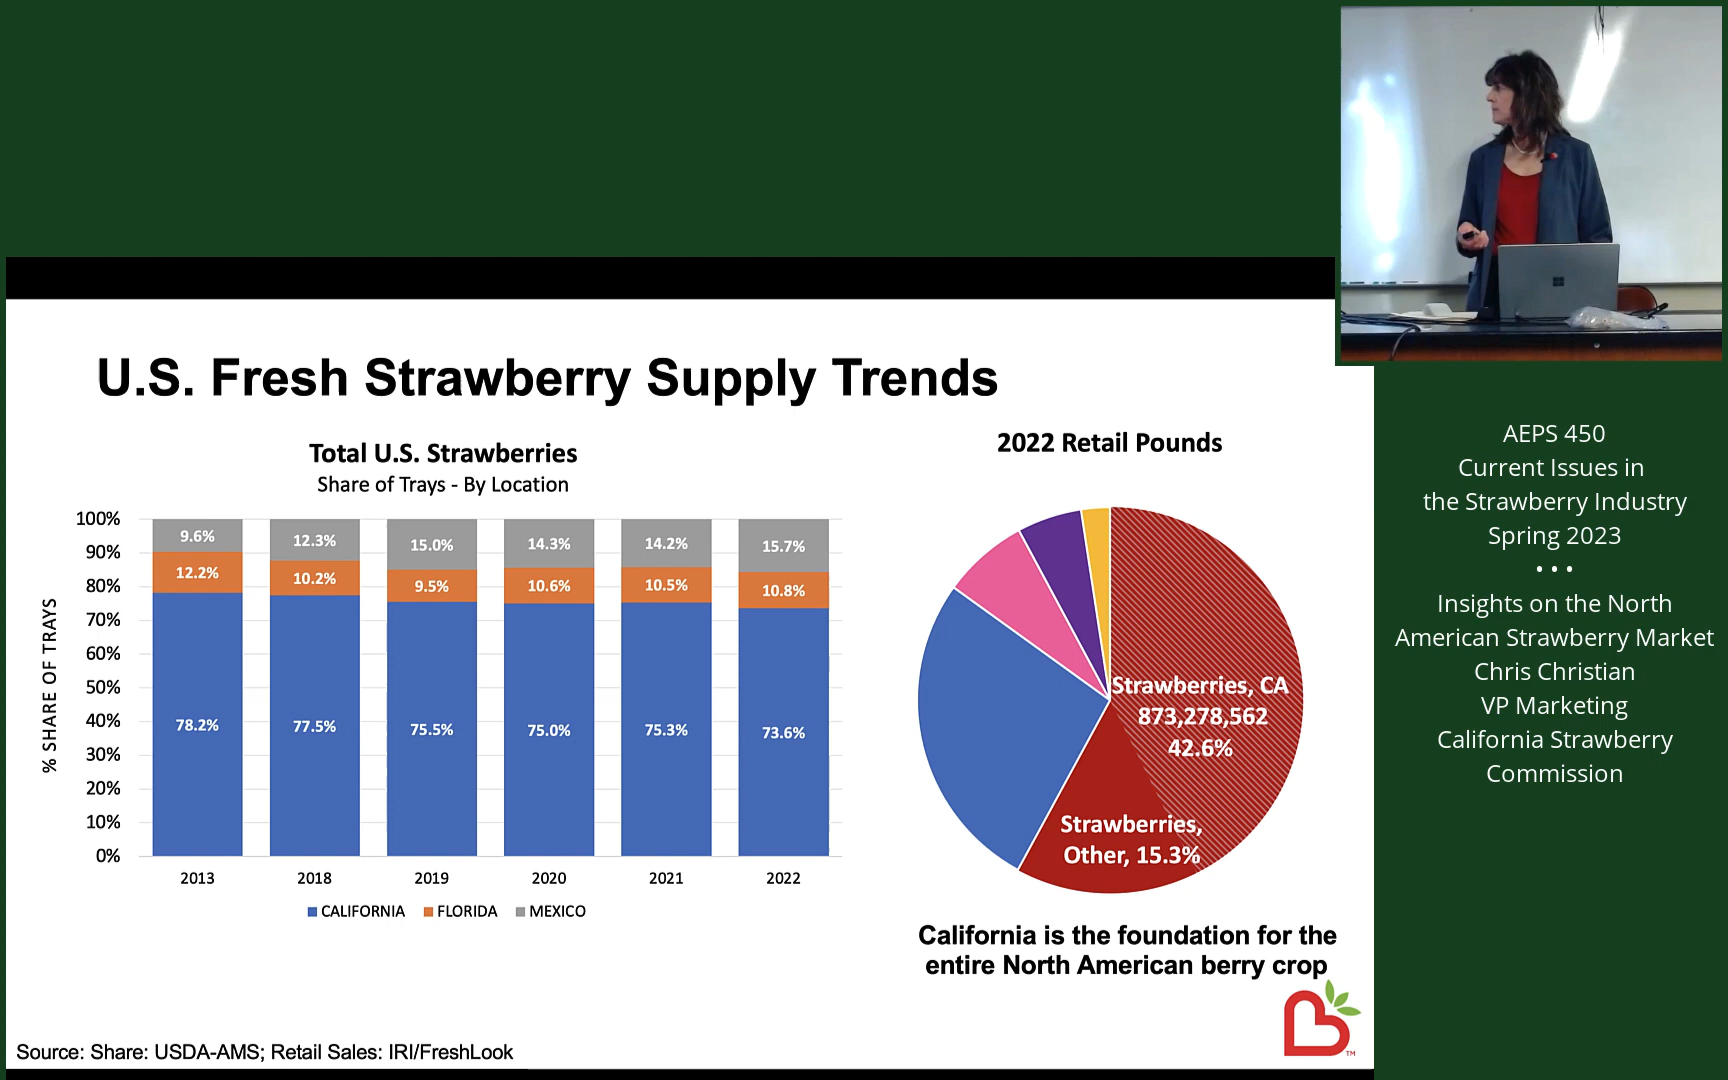 U.S. Fresh Strawberry Supply Trends
Total U.S. Strawberries
Share of Trays - By Location
% SHARE OF TRAYS
100%
90%
80%
70%
60%
50%
40%
30%
20%
10%
0%
9.6%
12.3%
15.0%
14.3%
14.2%
15.7%
12.2%
10.2%
9.5%
10.6%
10.5%
10.8%
78.2%
77.5%
75.5%
75.0%
75.3%
73.6%
2013
2018
2019
2020
2021
2022
CALIFORNIA
FLORIDA
MEXICO
2022 Retail Pounds
Strawberries, CA
873,278,562
42.6%
Strawberries,
Other, 15.3%
California is the foundation for the
entire North American berry crop
TM
Source: Share: USDA-AMS; Retail Sales: IRI/FreshLook
AEPS 450
Current Issues in
the Strawberry Industry
Spring 2023
• • •
Insights on the North
American Strawberry Market
Chris Christian
VP Marketing
California Strawberry
Commission